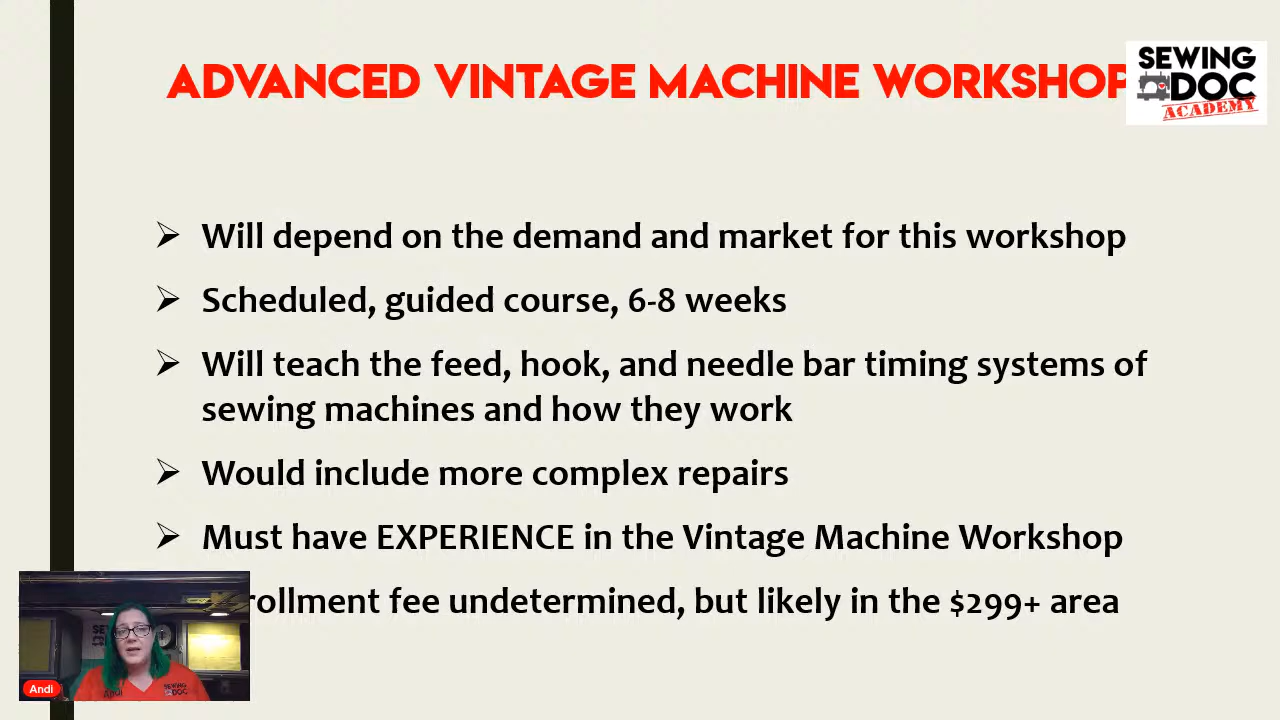 ADVANCED VINTAGE MACHINE WORKSHOP
SEWING
DOC
ACADEMY
Will depend on the demand and market for this workshop
Scheduled, guided course, 6-8 weeks
Will teach the feed, hook, and needle bar timing systems of
sewing machines and how they work
Would include more complex repairs
Must have EXPERIENCE in the Vintage Machine Workshop
rollment fee undetermined, but likely in the $299+ area
Andi
Andi
SEWING
DOC